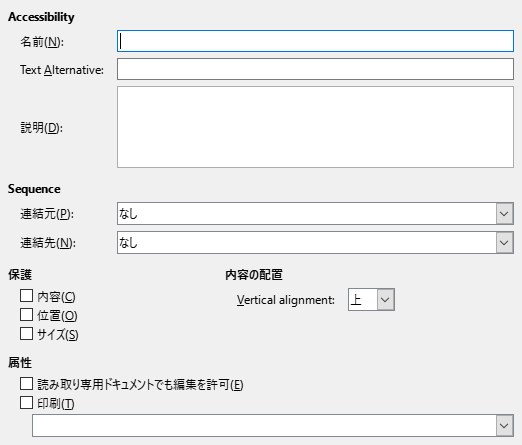 Accessibility
名前(N):
Text Alternative:
説明(D):
Sequence
連結元(P): なし
連結先(N): なし
保護 内容の配置
内容(C) Vertical alignment: 上
位置(O)
サイズ(S)
属性
読み取り専用ドキュメントでも編集を許可(E)
印刷(T)